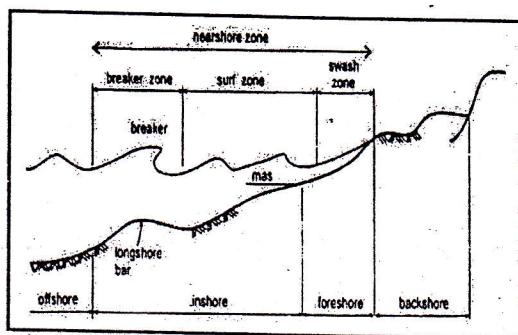 nearshore zone
breaker zone surf zone swash
zone
breaker
mas
longshore
bar
offshore inshore foreshore backshore